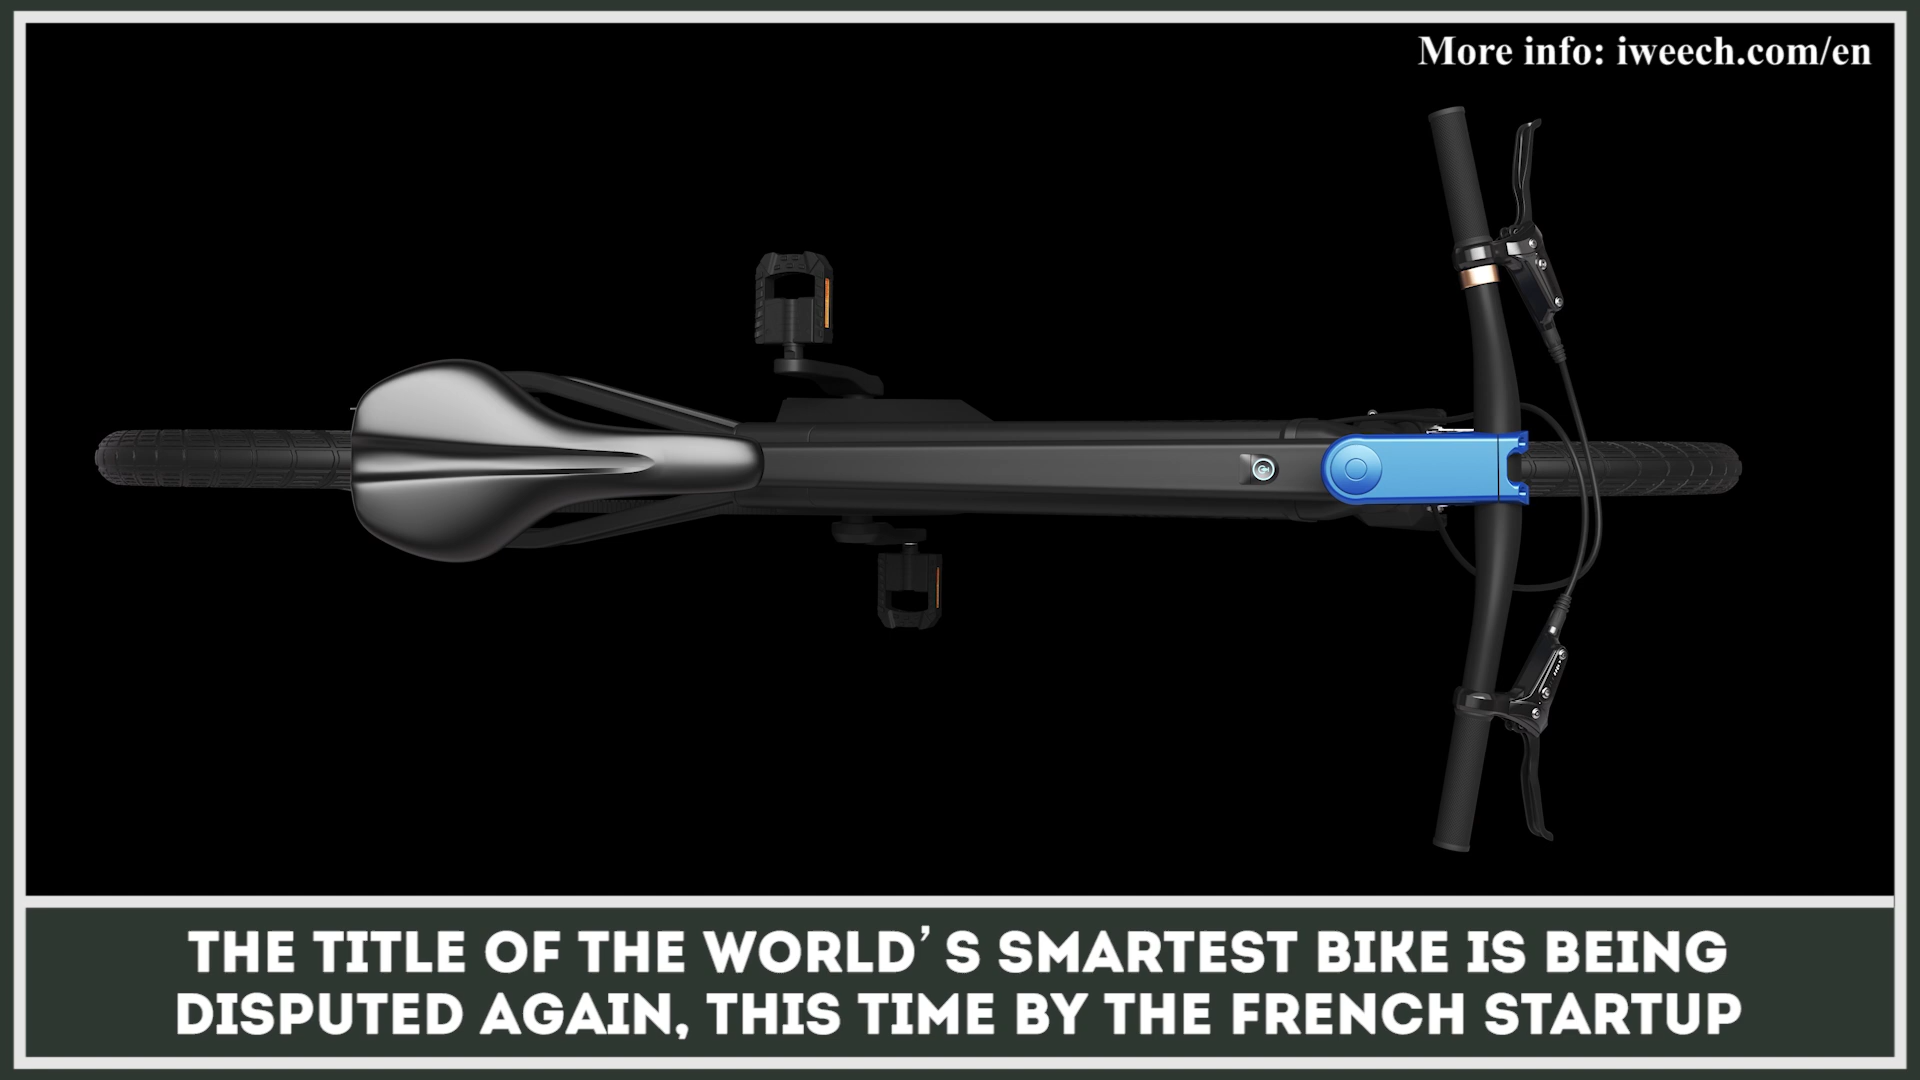 More info: iweech.com/en
THE TITLE OF THE WORLD'S SMARTEST BIKE IS BEING
DISPUTED AGAIN, THIS TIME BY THE FRENCH STARTUP